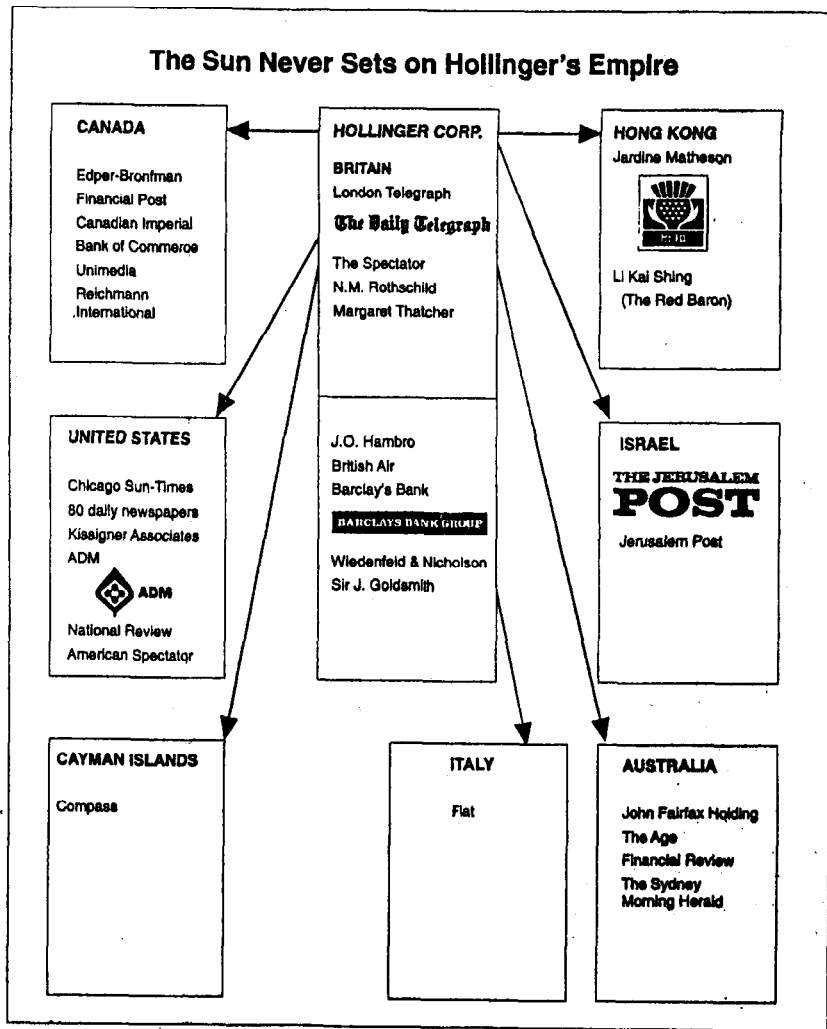 The Sun Never Sets on Hollinger's Empire
CANADA
Edper-Bronfman
Financial Post
Canadian Imperial
Bank of Commerce
Unimedia
Reichmann
International
HOLLINGER CORP.
BRITAIN
London Telegraph
The Daily Telegraph
The Spectator
N.M. Rothschild
Margaret Thatcher
J.O. Hambro
British Air
Barclay's Bank
BARCLAYS BANK GROUP
Wiedenfeld & Nicholson
Sir J. Goldsmith
HONG KONG
Jardine Matheson
Li Kai Shing
(The Red Baron)
UNITED STATES
Chicago Sun-Times
80 daily newspapers
Kissigner Associates
ADM
ADM
National Review
American Spectator
ISRAEL
THE JERUSALEM
POST
Jerusalem Post
CAYMAN ISLANDS
Compass
ITALY
Fiat
AUSTRALIA
John Fairfax Holding
The Age
Financial Review
The Sydney
Morning Herald